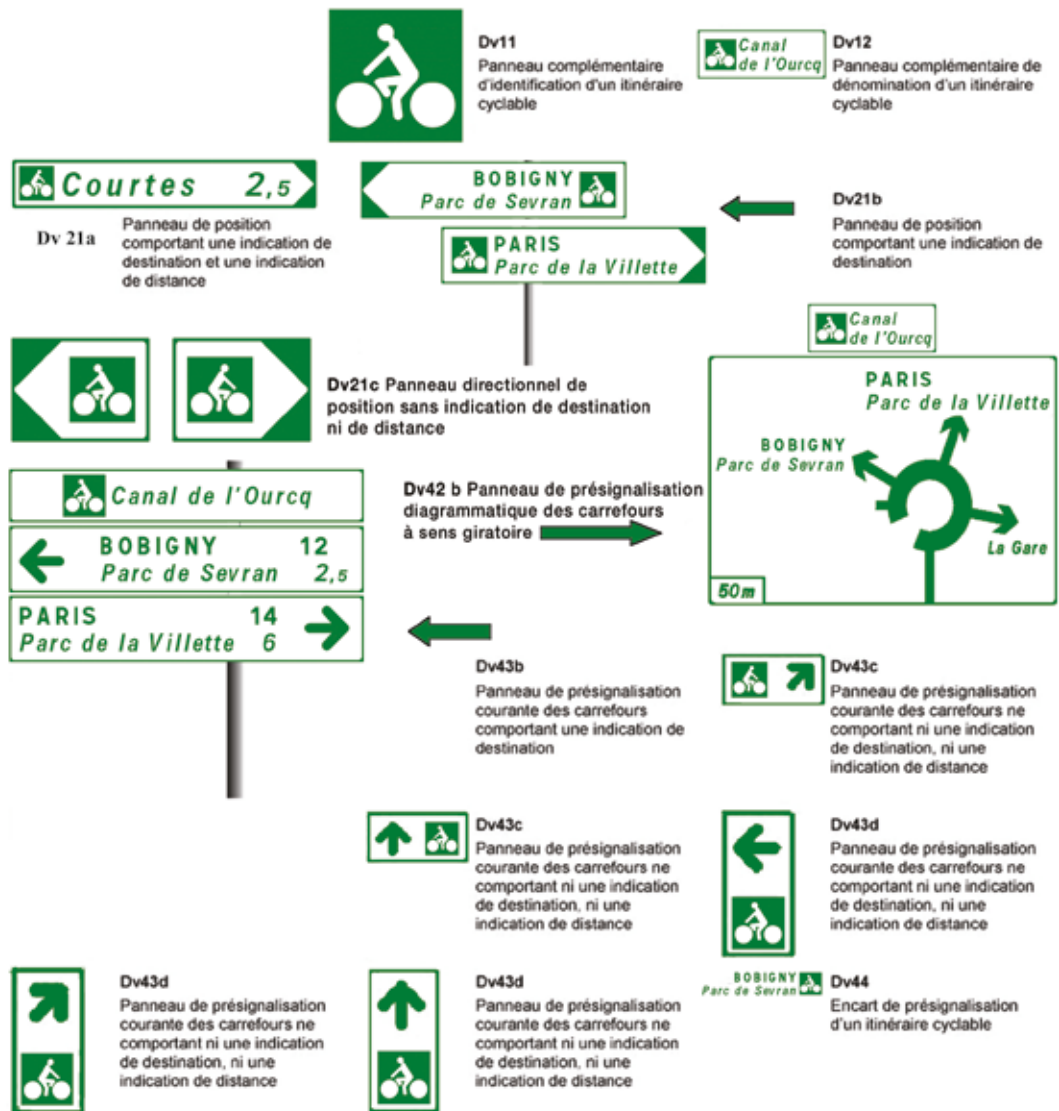 Dv11
Panneau complémentaire
d'identification d'un itinéraire
cyclable
Canal
de l'Ourcq
Dv12
Panneau complémentaire de
dénomination d'un itinéraire
cyclable
Courtes 2,5
Dv 21a
Panneau de position
comportant une indication de
destination et une indication
de distance
BOBIGNY
Parc de Sevran
PARIS
Parc de la Villette
Dv21b
Panneau de position
comportant une indication de
destination
Dv21c Panneau directionnel de
position sans indication de destination
ni de distance
Canal
de l'Ourcq
PARIS
Parc de la Villette
BOBIGNY
Parc de Sevran
La Gare
50m
Dv42 b Panneau de présignalisation
diagrammatique des carrefours
à sens giratoire
Canal de l'Ourcq
BOBIGNY 12
Parc de Sevran 2,5
PARIS 14
Parc de la Villette 6
Dv43b
Panneau de présignalisation
courante des carrefours
comportant une indication de
destination
Dv43c
Panneau de présignalisation
courante des carrefours ne
comportant ni une indication
de destination, ni une
indication de distance
Dv43c
Panneau de présignalisation
courante des carrefours ne
comportant ni une indication
de destination, ni une
indication de distance
Dv43d
Panneau de présignalisation
courante des carrefours ne
comportant ni une indication
de destination, ni une
indication de distance
Dv43d
Panneau de présignalisation
courante des carrefours ne
comportant ni une indication
de destination, ni une
indication de distance
Dv43d
Panneau de présignalisation
courante des carrefours ne
comportant ni une indication
de destination, ni une
indication de distance
BOBIGNY
Parc de Sevran
Dv44
Encart de présignalisation
d'un itinéraire cyclable